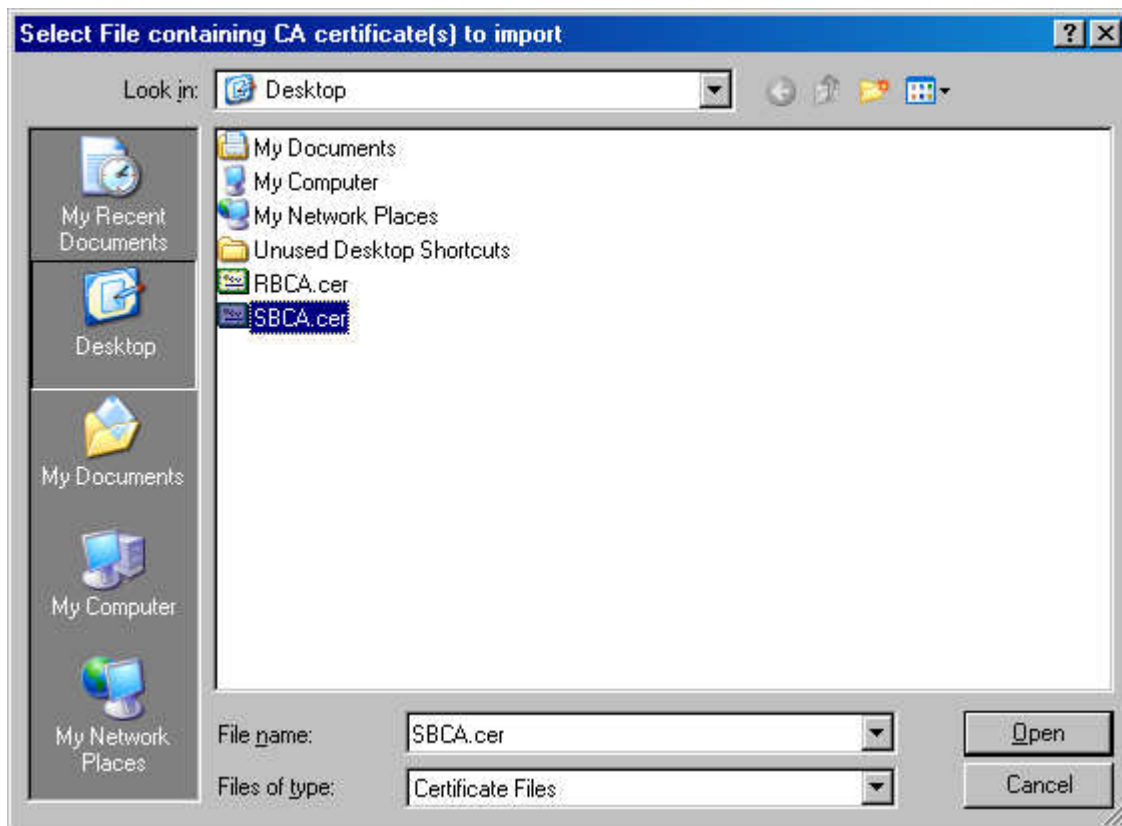 Select File containing CA certificate(s) to import
Look in: Desktop
My Recent
Documents
Desktop
My Documents
My Computer
My Network
Places
My Documents
My Computer
My Network Places
Unused Desktop Shortcuts
RBCA.cer
SBCA.cer
File name: SBCA.cer
Open
Files of type: Certificate Files
Cancel